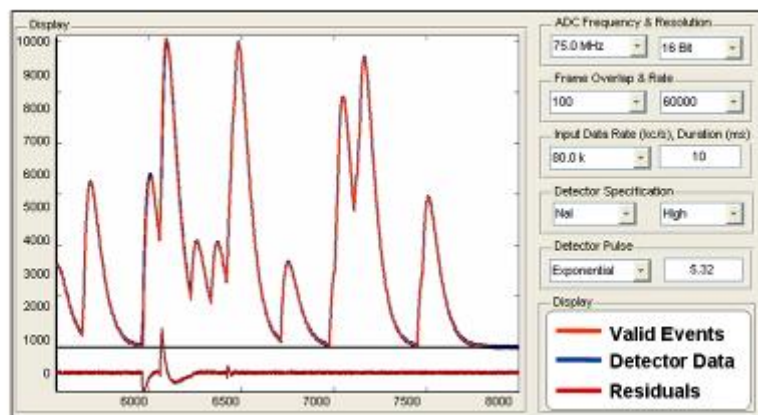 Display
10000
9000
8000
7000
6000
5000
4000
3000
2000
1000
0
6000 6500 7000 7500 8000
ADC Frequency & Resolution
75.0 MHz 16 Bit
Frame Overlap & Rate
100 60000
Input Data Rate (kc/s), Duration (ms)
80.0 k 10
Detector Specification
NaI High
Detector Pulse
Exponential 5.32
Display
Valid Events
Detector Data
Residuals